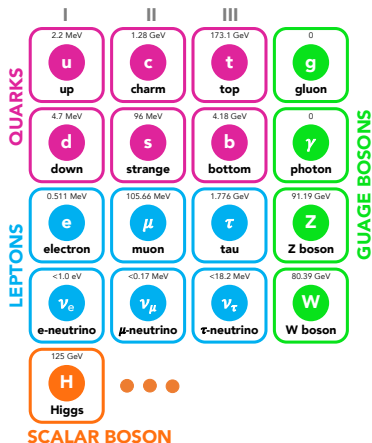 I II III
2.2 MeV 1.28 GeV 173.1 GeV 0
u c t g
up charm top gluon
QUARKS
4.7 MeV 96 MeV 4.18 GeV 0
d s b γ
down strange bottom photon
GUAGE BOSONS
0.511 MeV 105.66 MeV 1.776 GeV 91.19 GeV
e μ τ Z
electron muon tau Z boson
LEPTONS
<1.0 eV <0.17 MeV <18.2 MeV 80.39 GeV
νe νμ ντ W
e-neutrino μ-neutrino τ-neutrino W boson
125 GeV
H
Higgs
SCALAR BOSON